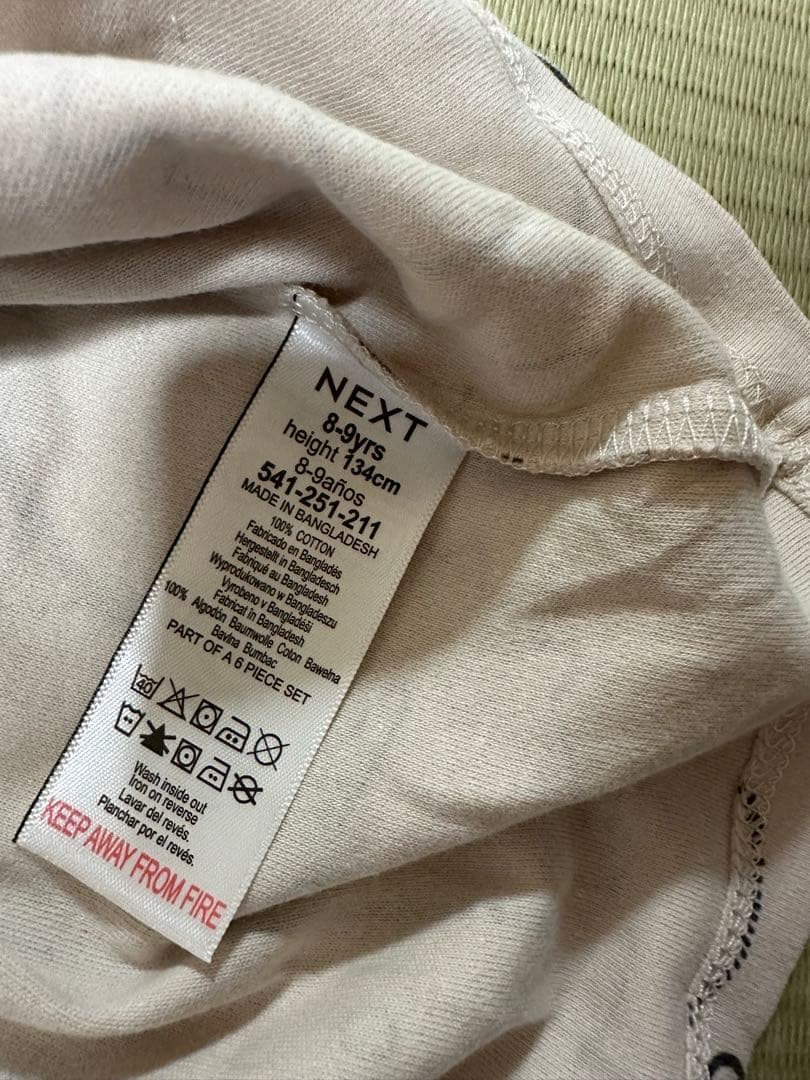 NEXT
8-9yrs
height 134cm
8-9años
541-251-211
MADE IN BANGLADESH
100% COTTON
Fabricado en Bangladés
Hergestellt in Bangladesch
Fabriqué au Bangladesh
Wyprodukowano w Bangladeszu
Vyrobeno v Bangladéši
Fabricat în Bangladesh
100% Algodón Baumwolle Coton Bawełna
Bavlna Bumbac
PART OF A 6 PIECE SET
40
Wash inside out
Iron on reverse
Lavar del revés.
Planchar por el revés.
KEEP AWAY FROM FIRE